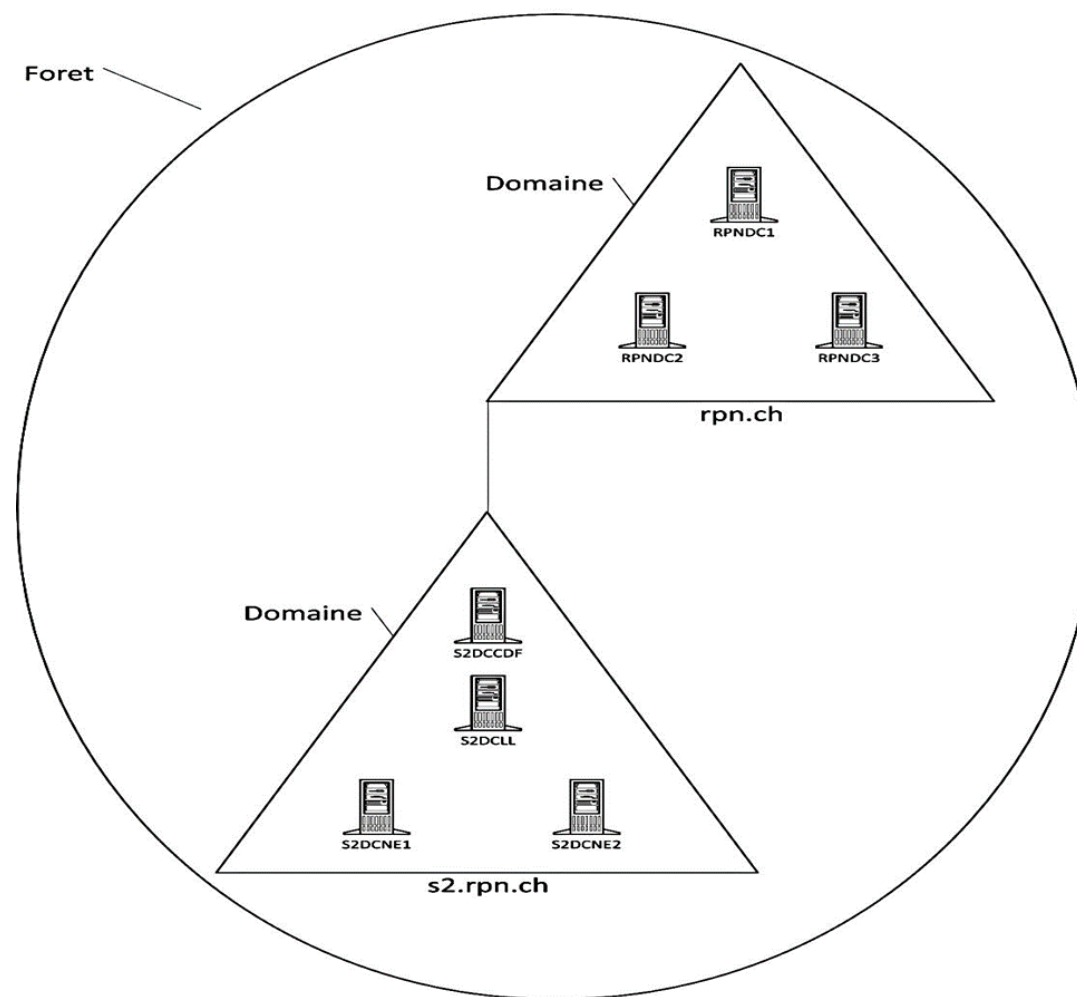 Foret
Domaine
RPNDC1
RPNDC2
RPNDC3
rpn.ch
Domaine
S2DCCDF
S2DCLL
S2DCNE1
S2DCNE2
s2.rpn.ch